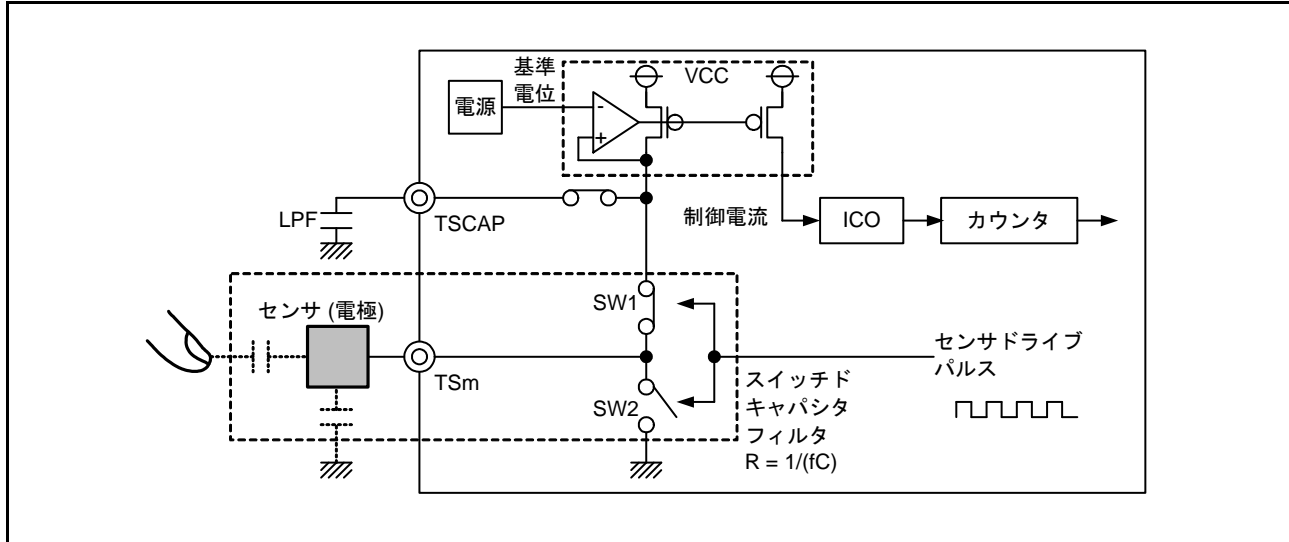 基準
電位
VCC
電源
-
+
LPF
TSCAP
制御電流
ICO
カウンタ
センサ (電極)
SW1
TSm
SW2
センサドライブ
パルス
スイッチド
キャパシタ
フィルタ
R = 1/(fC)